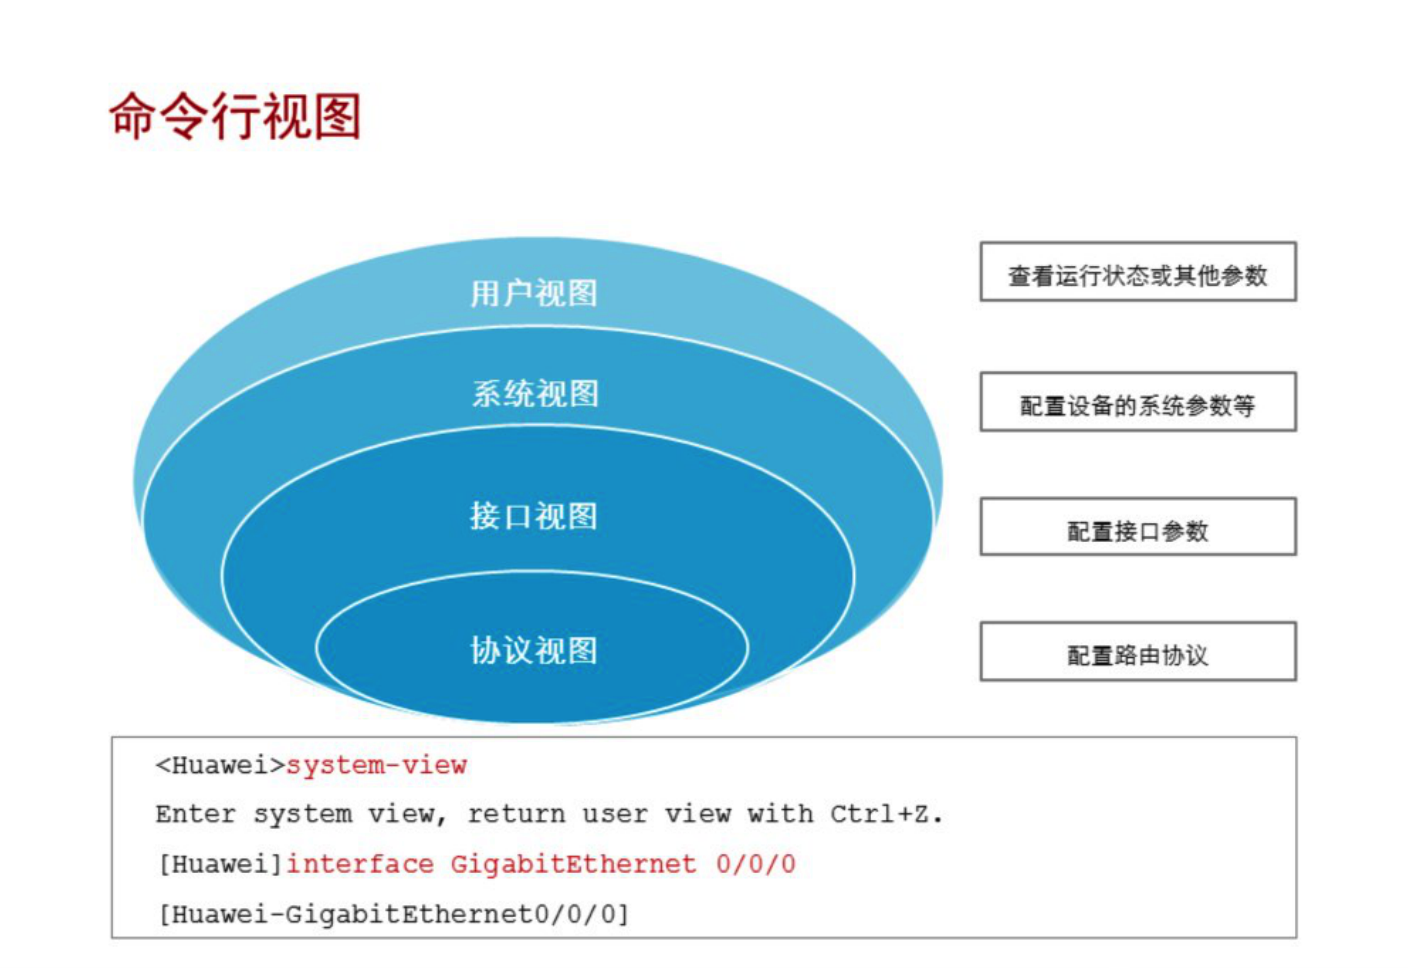 命令行视图
用户视图
查看运行状态或其他参数
系统视图
配置设备的系统参数等
接口视图
配置接口参数
协议视图
配置路由协议
<Huawei>system-view
Enter system view, return user view with Ctrl+Z.
[Huawei]interface GigabitEthernet 0/0/0
[Huawei-GigabitEthernet0/0/0]